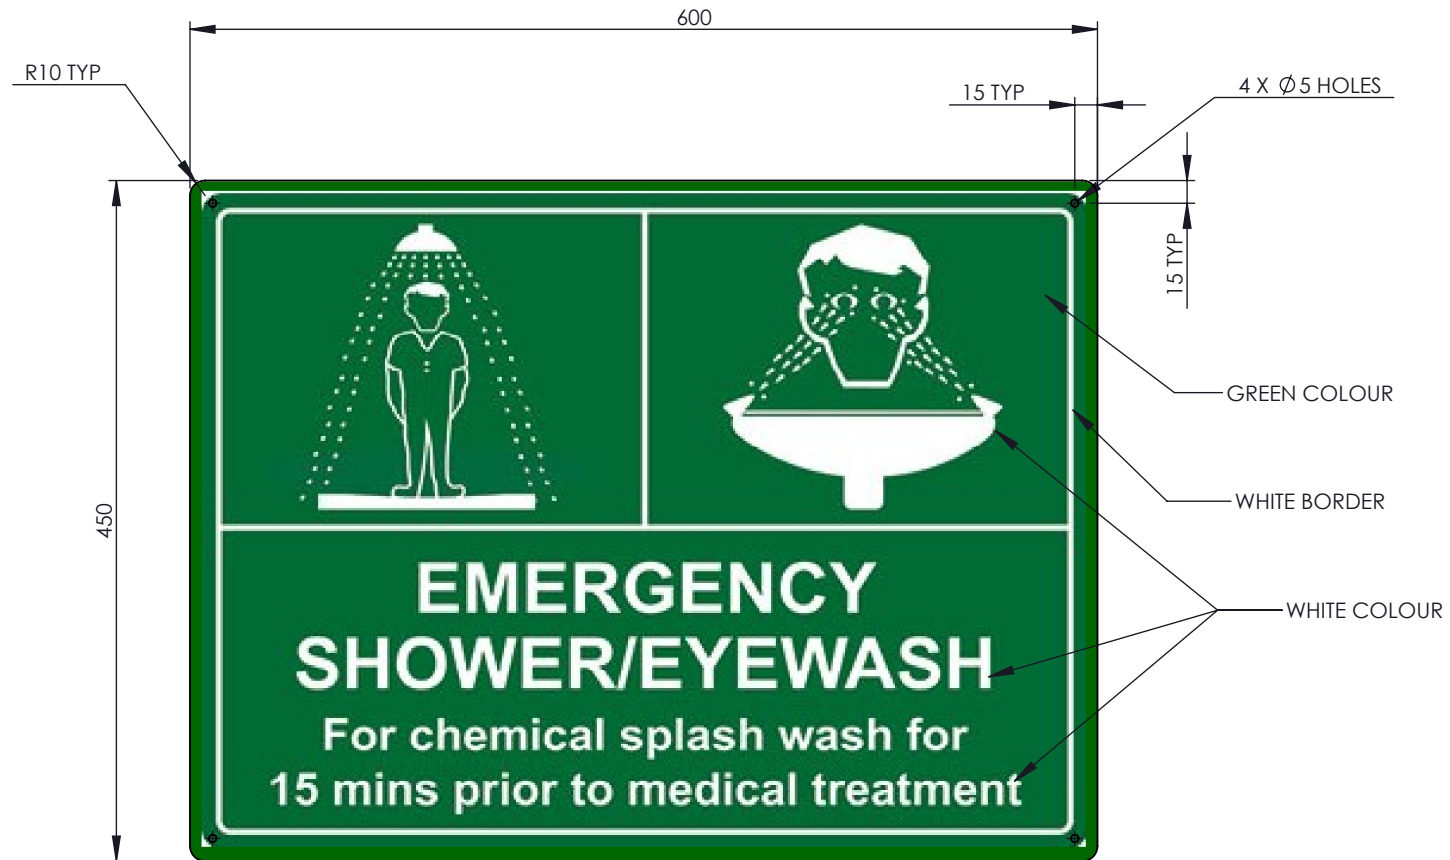 600
R10 TYP
15 TYP
4 X Ø5 HOLES
15 TYP
GREEN COLOUR
WHITE BORDER
450
EMERGENCY
SHOWER/EYEWASH
WHITE COLOUR
For chemical splash wash for
15 mins prior to medical treatment